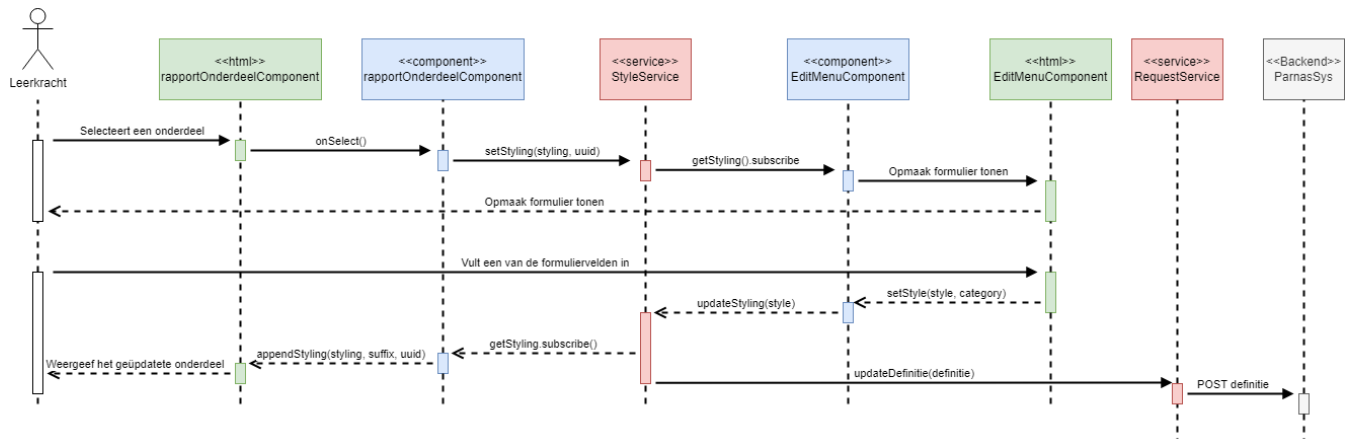 Leerkracht
<<html>>
rapportOnderdeelComponent
<<component>>
rapportOnderdeelComponent
<<service>>
StyleService
<<component>>
EditMenuComponent
<<html>>
EditMenuComponent
<<service>>
RequestService
<<Backend>>
ParnasSys
Selecteert een onderdeel
onSelect()
setStyling(styling, uuid)
getStyling().subscribe
Opmaak formulier tonen
Opmaak formulier tonen
Vult een van de formuliervelden in
setStyle(style, category)
updateStyling(style)
getStyling.subscribe()
appendStyling(styling, suffix, uuid)
Weergeef het geüpdatete onderdeel
updateDefinitie(definitie)
POST definitie